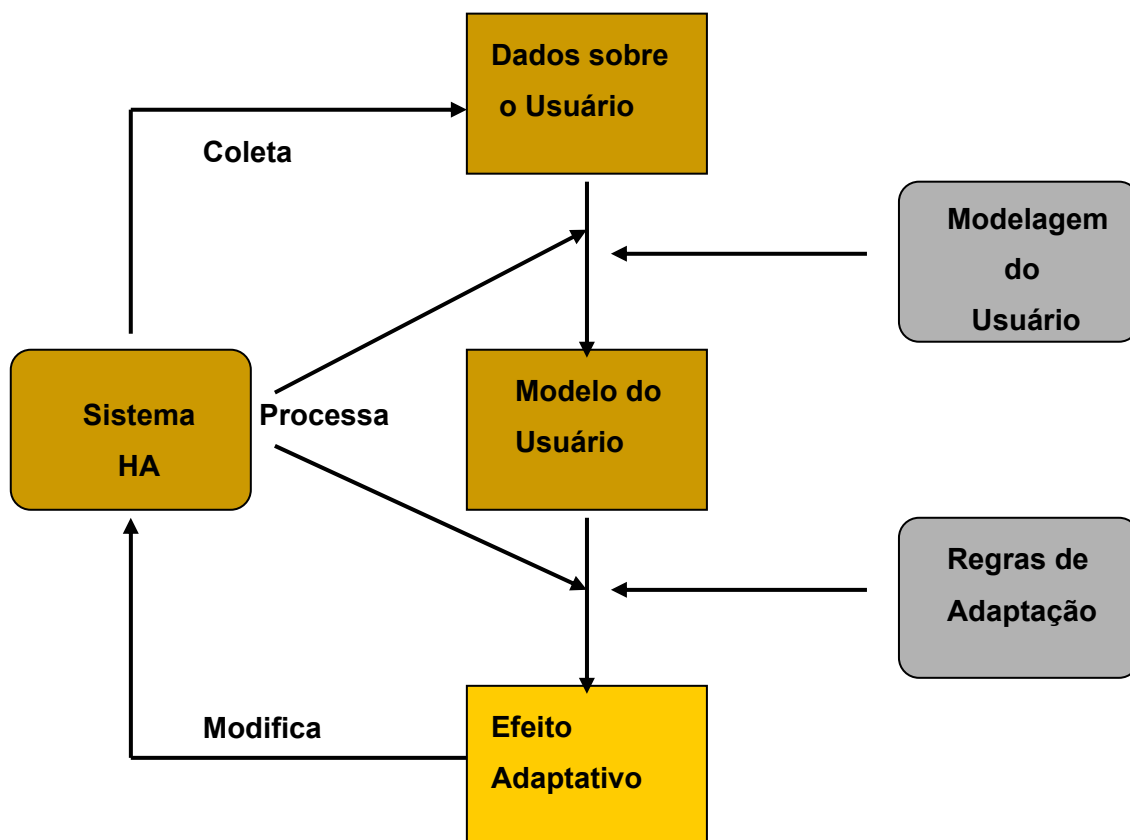 Dados sobre
o Usuário
Coleta
Modelagem
do
Usuário
Modelo do
Usuário
Sistema
HA
Processa
Regras de
Adaptação
Modifica
Efeito
Adaptativo